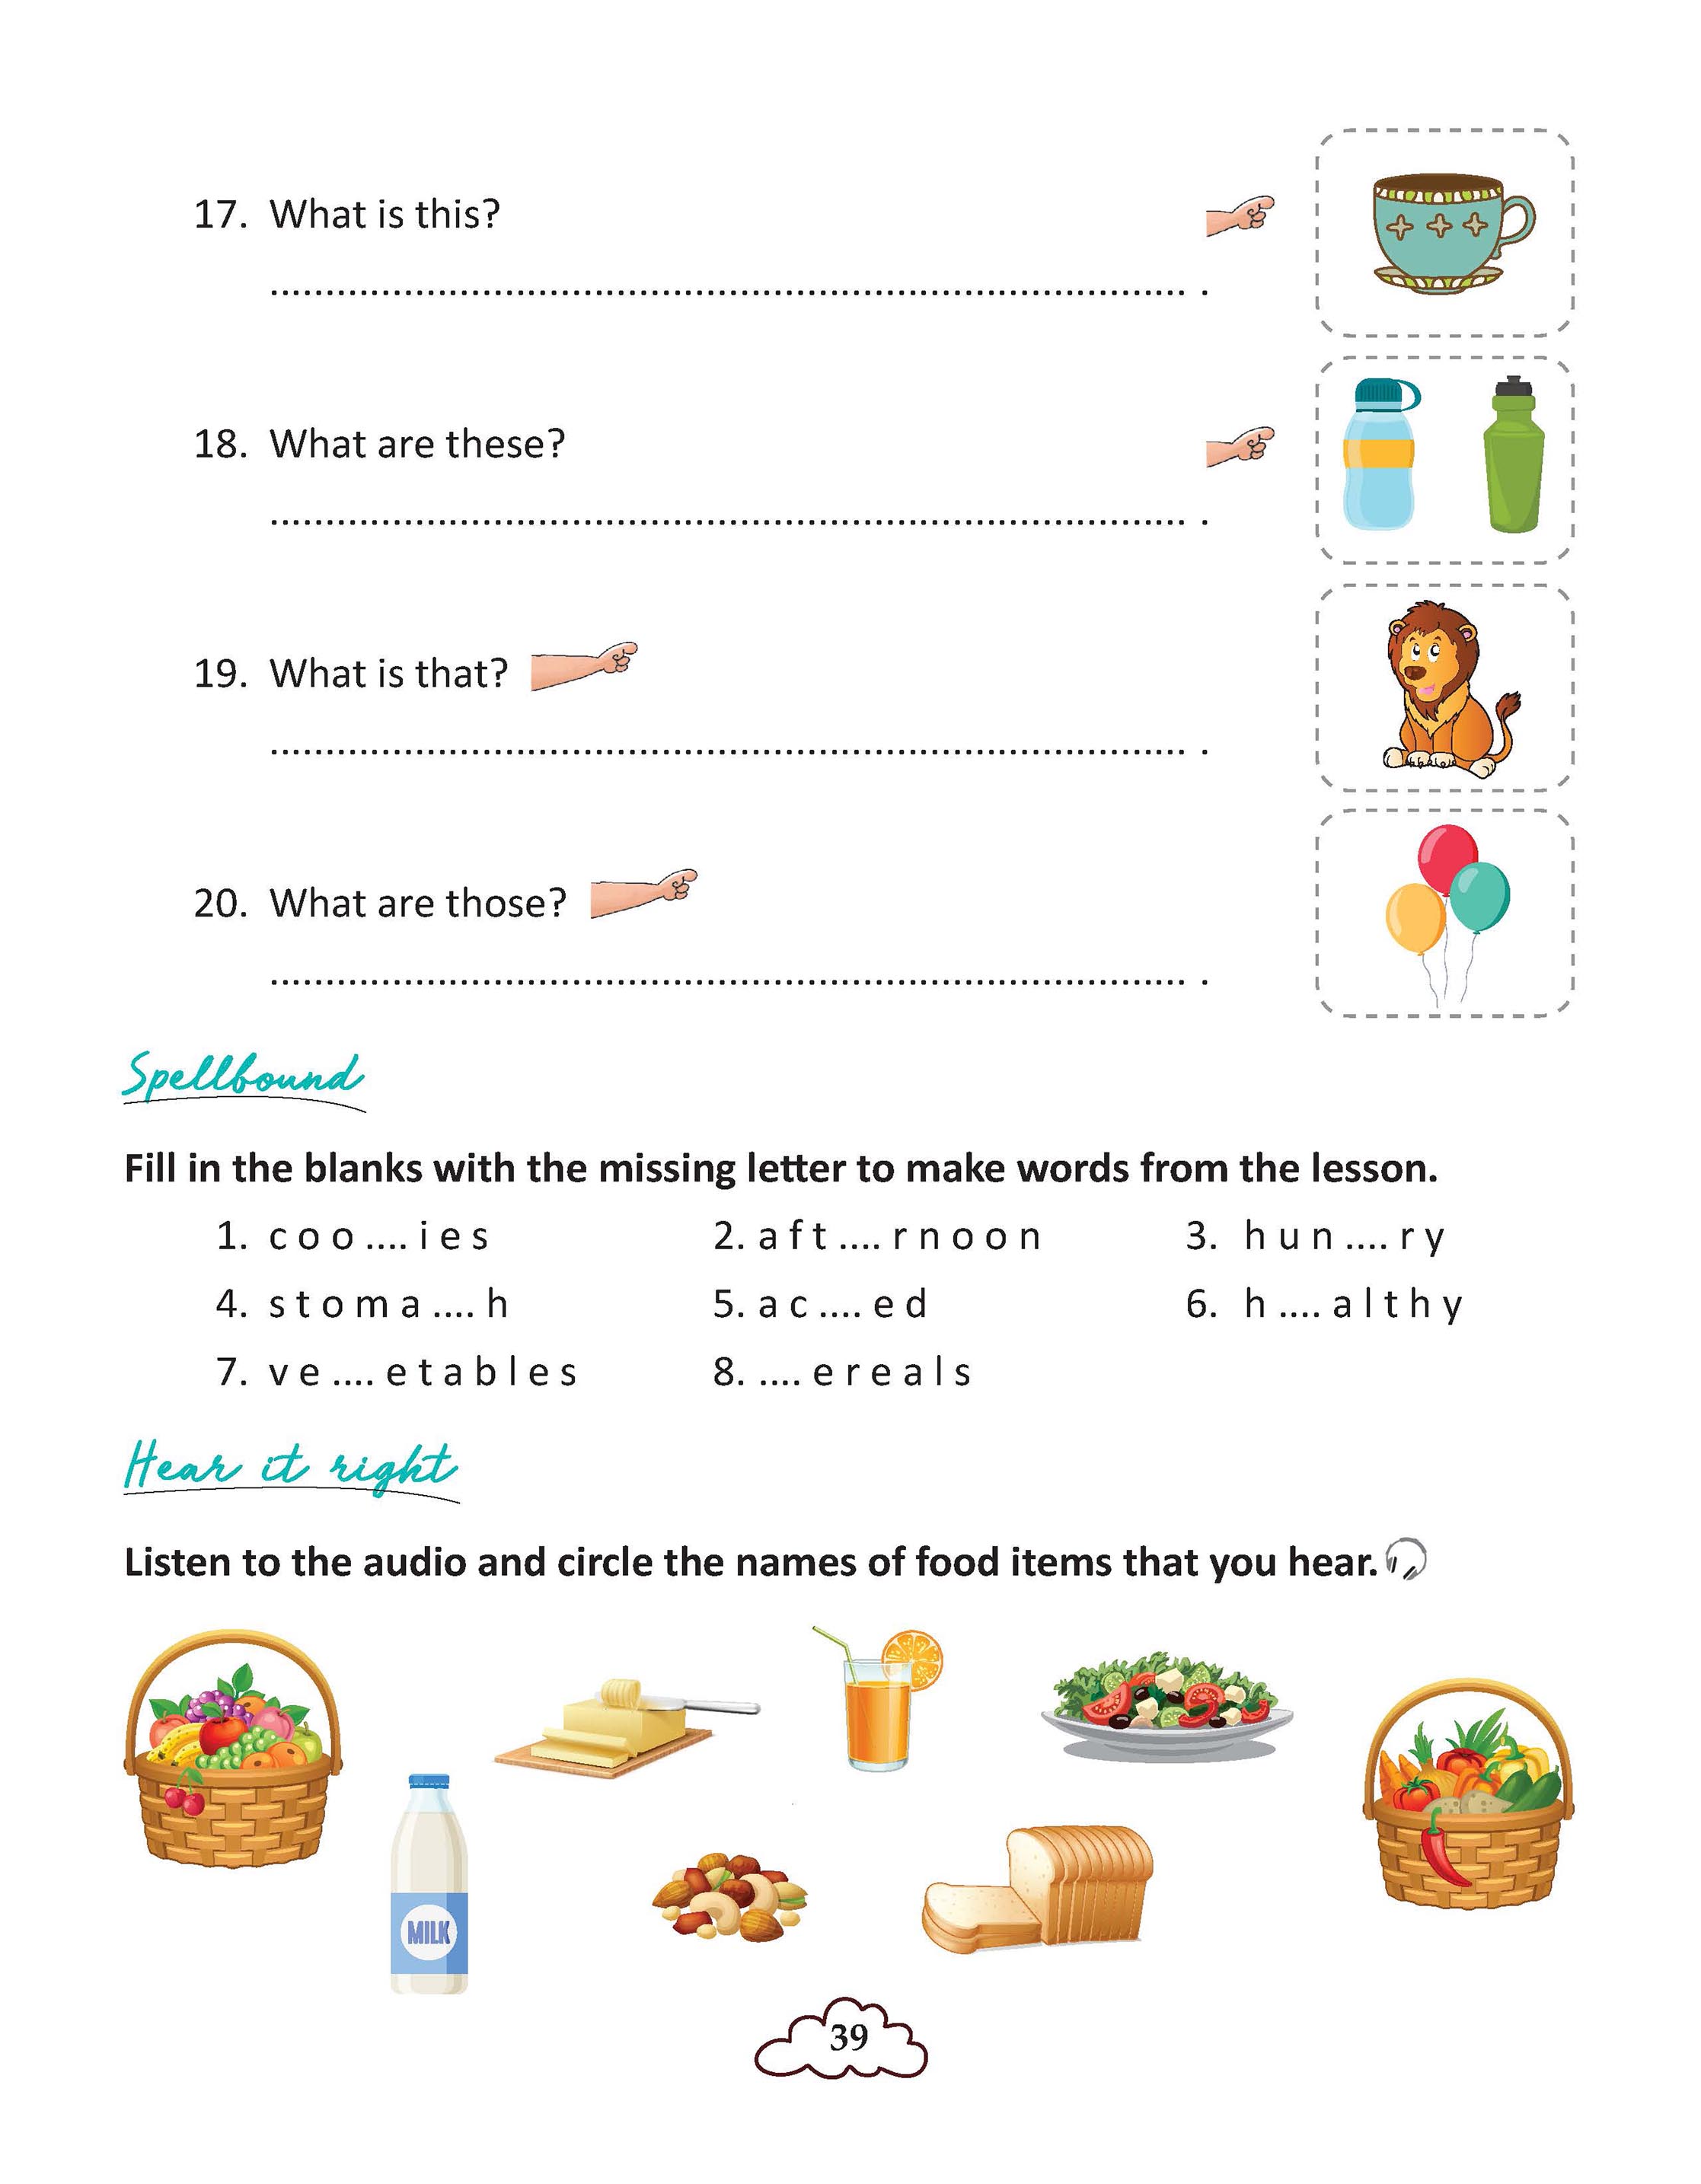 17. What is this?
.................................................................................... .
18. What are these?
.................................................................................... .
19. What is that?
.................................................................................... .
20. What are those?
.................................................................................... .
Spellbound
Fill in the blanks with the missing letter to make words from the lesson.
1. c o o .... i e s 2. a f t .... r n o o n 3. h u n .... r y
4. s t o m a .... h 5. a c .... e d 6. h .... a l t h y
7. v e .... e t a b l e s 8. .... e r e a l s
Hear it right
Listen to the audio and circle the names of food items that you hear.
MILK
39